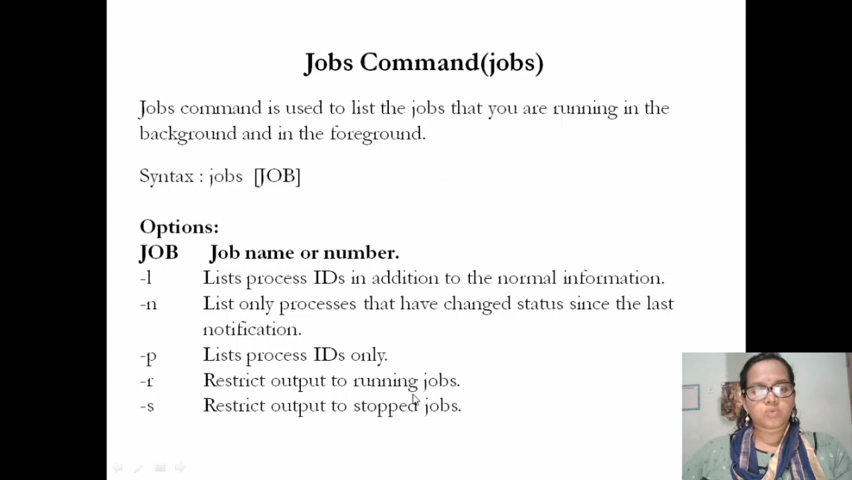 Jobs Command(jobs)
Jobs command is used to list the jobs that you are running in the
background and in the foreground.
Syntax : jobs [JOB]
Options:
JOB Job name or number.
-l Lists process IDs in addition to the normal information.
-n List only processes that have changed status since the last
notification.
-p Lists process IDs only.
-r Restrict output to running jobs.
-s Restrict output to stopped jobs.